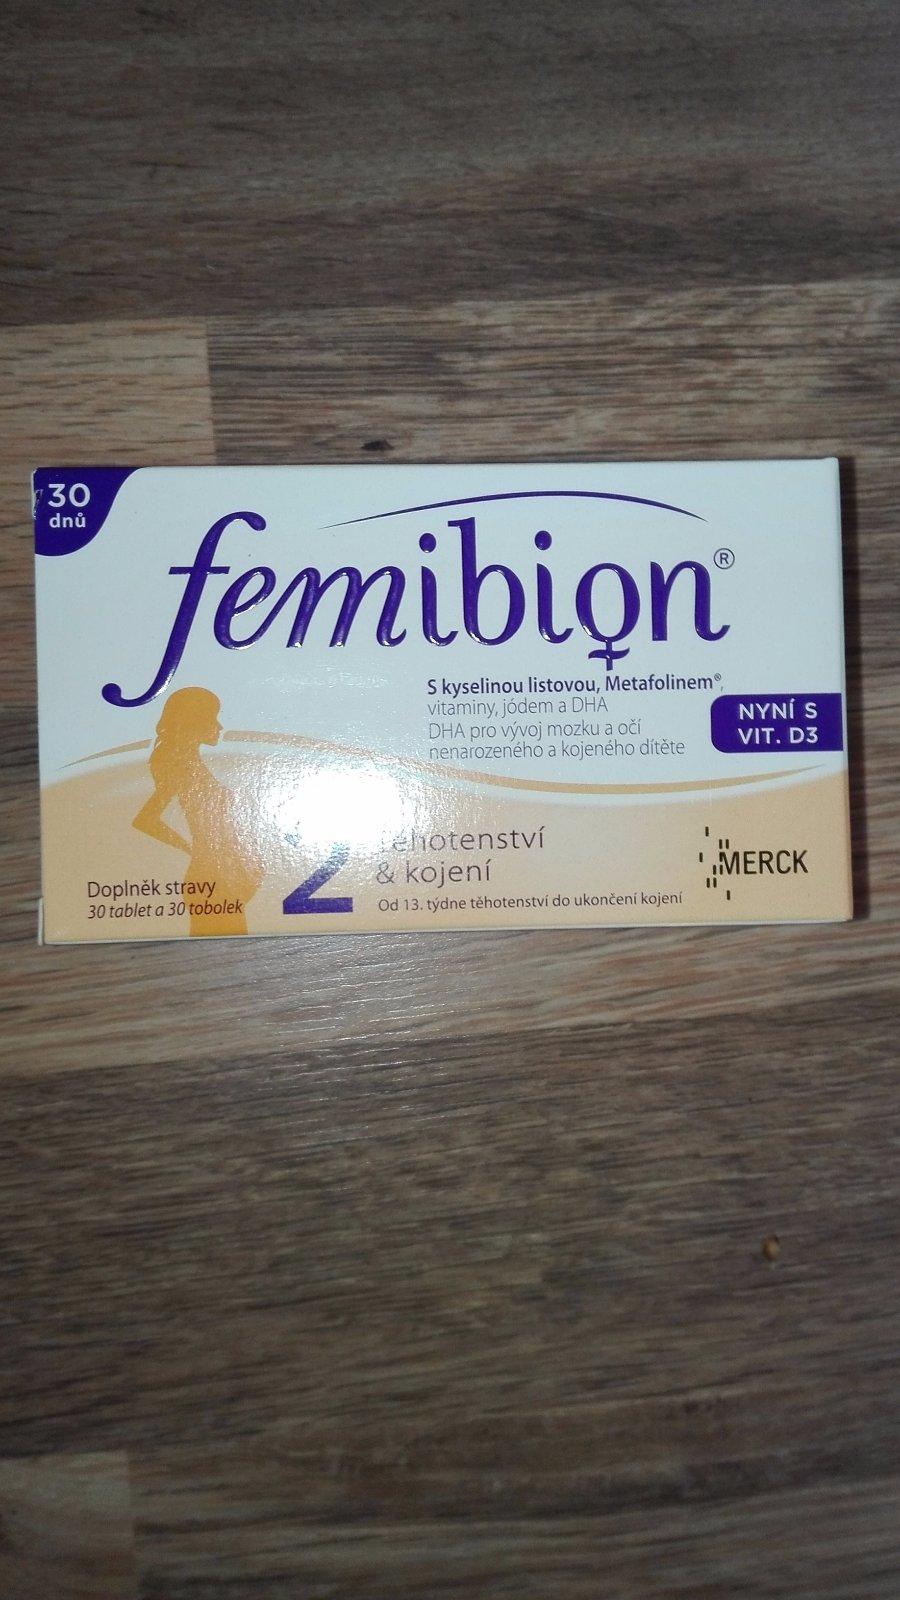 30
dnů
femibion®
S kyselinou listovou, Metafolinem®,
vitaminy, jódem a DHA
DHA pro vývoj mozku a očí
nenarozeného a kojeného dítěte
NYNÍ S
VIT. D3
2
Těhotenství
& kojení
Od 13. týdne těhotenství do ukončení kojení
Doplněk stravy
30 tablet a 30 tobolek
MERCK